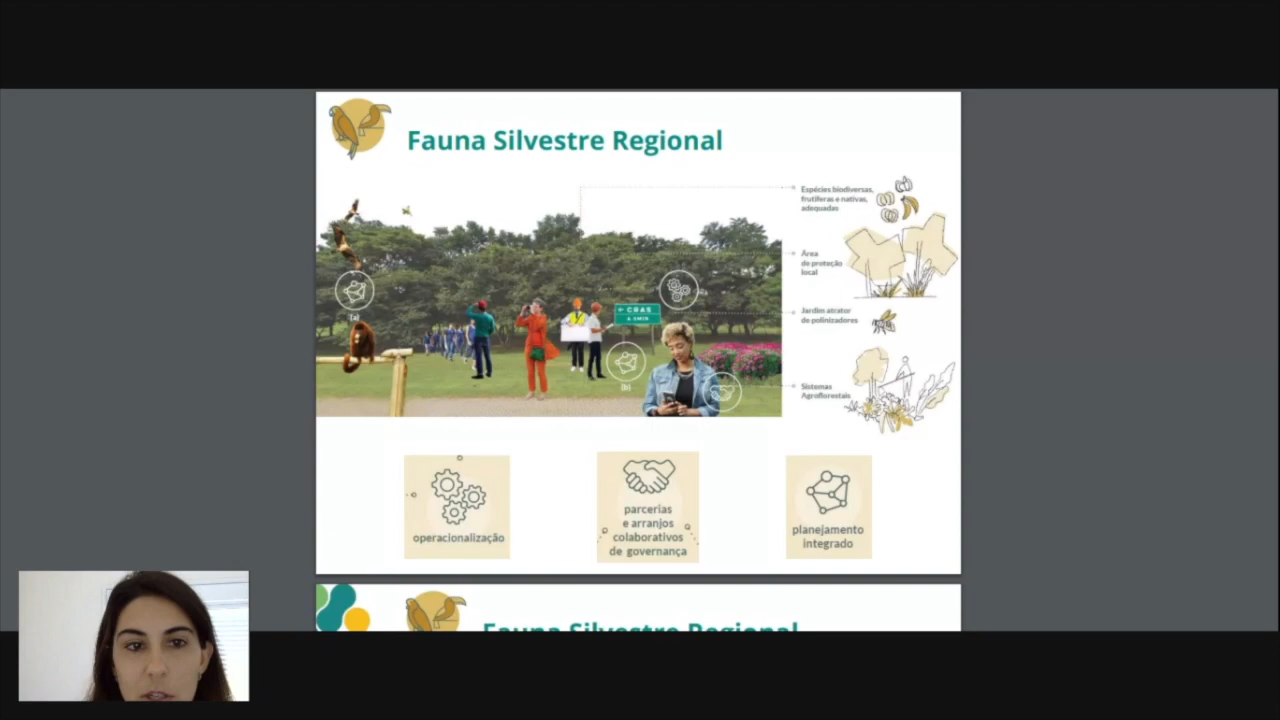 Fauna Silvestre Regional
Espécies biodiversas,
frutíferas e nativas,
adequadas
Área
de proteção
local
(a)
CRAS
Jardim atrator
de polinizadores
(b)
Sistemas
Agroflorestais
operacionalização
parcerias
e arranjos
colaborativos
de governança
planejamento
integrado
Fauna Silvestre Regional